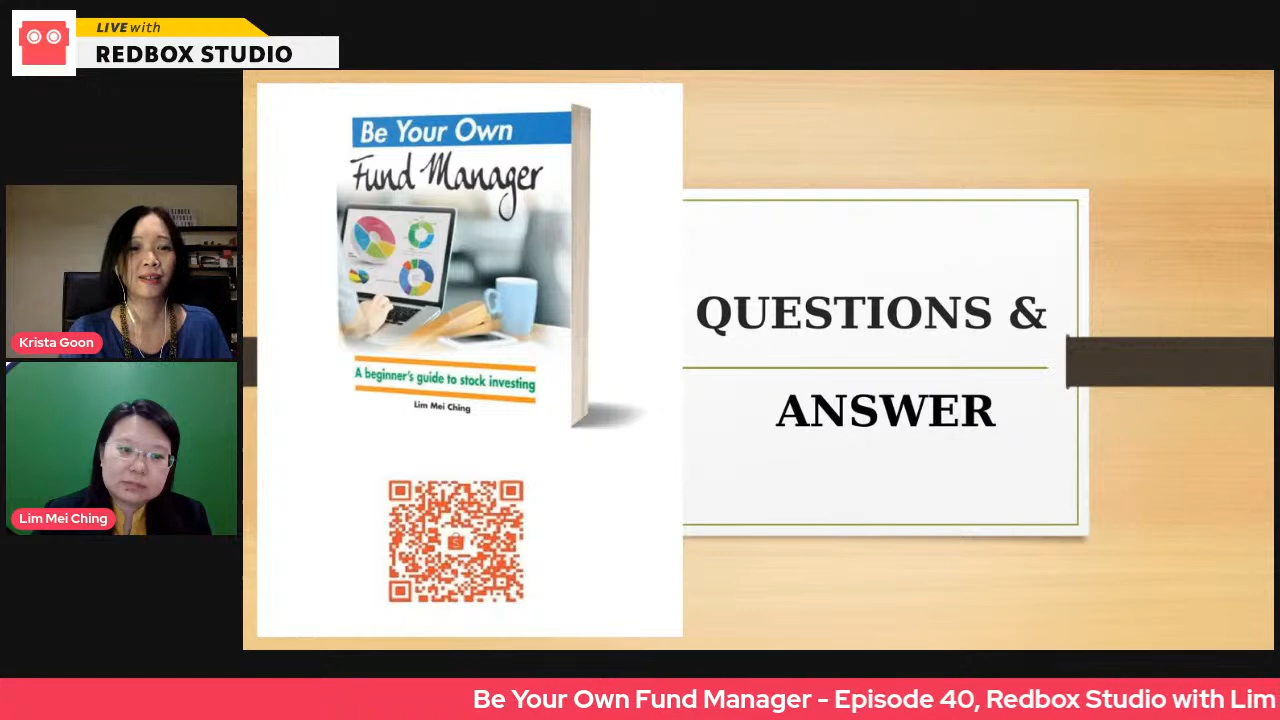 LIVE with
REDBOX STUDIO
Be Your Own
Fund Manager
A beginner's guide to stock investing
Lim Mei Ching
QUESTIONS &
ANSWER
Krista Goon
Lim Mei Ching
Be Your Own Fund Manager - Episode 40, Redbox Studio with Lim